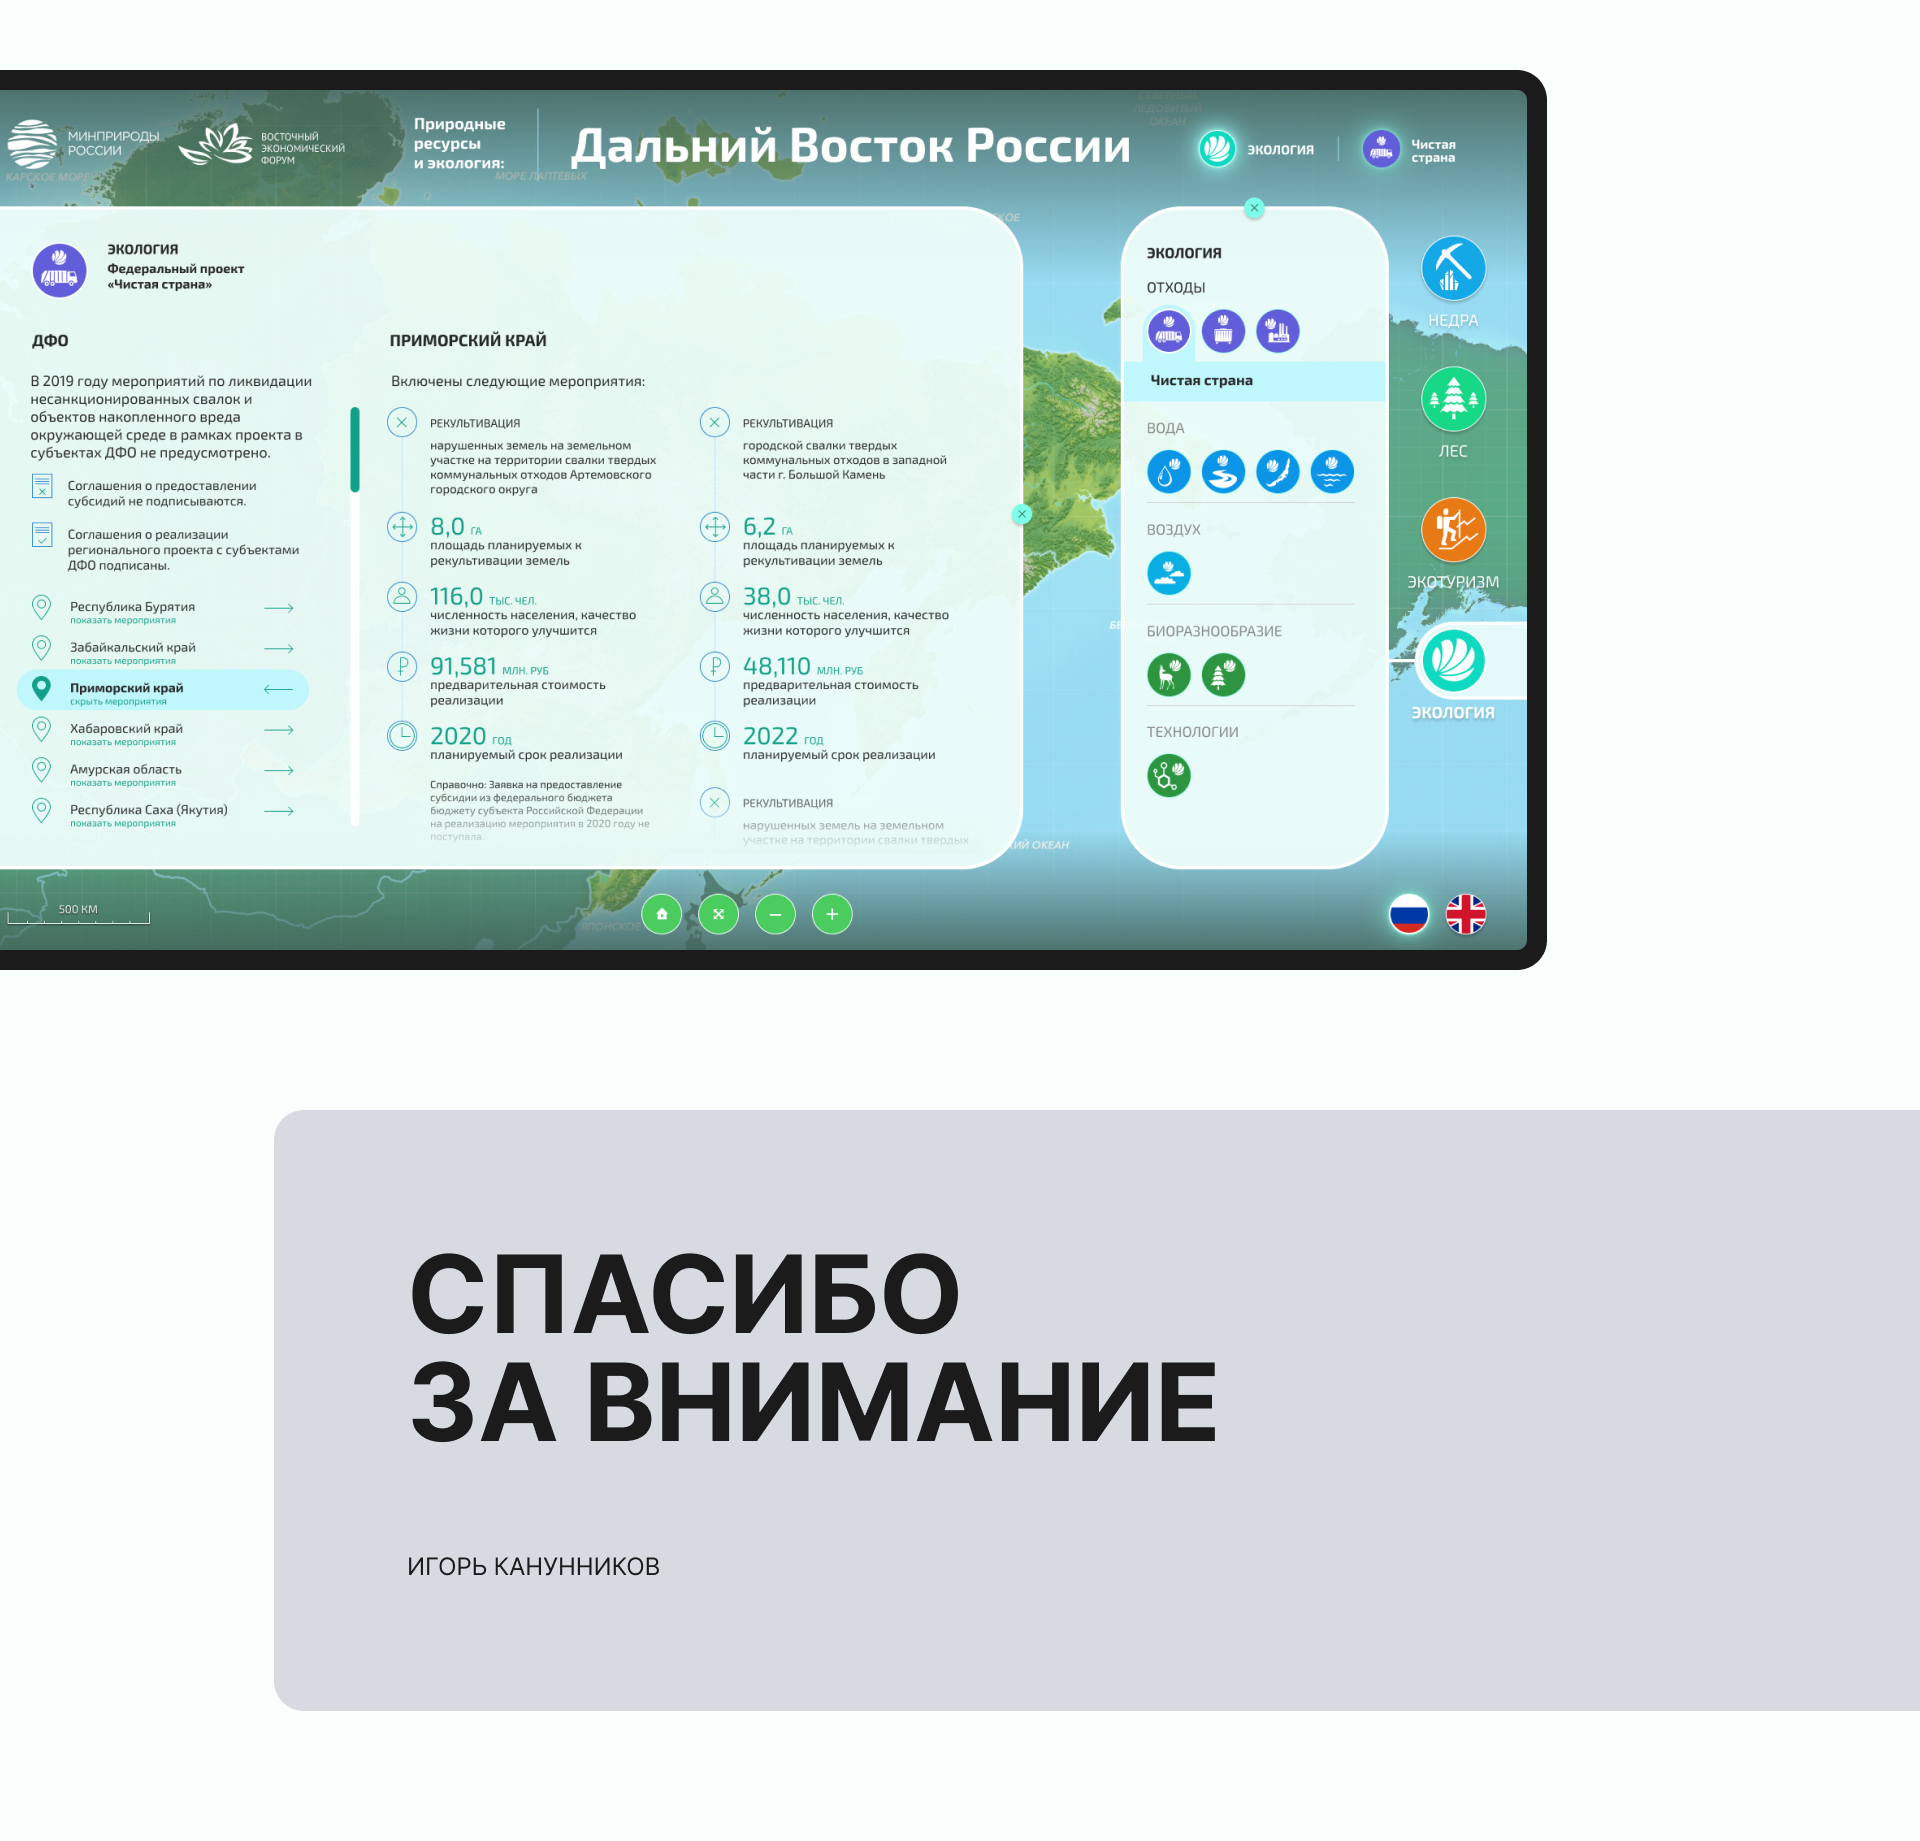 МИНПРИРОДЫ
РОССИИ
ВОСТОЧНЫЙ
ЭКОНОМИЧЕСКИЙ
ФОРУМ
Природные
ресурсы
и экология:
Дальний Восток России
ЭКОЛОГИЯ
Чистая
страна
СЕВЕРНЫЙ
ЛЕДОВИТЫЙ
ОКЕАН
КАРСКОЕ МОРЕ
МОРЕ ЛАПТЕВЫХ
ЭКОЛОГИЯ
Федеральный проект
«Чистая страна»
ДФО
В 2019 году мероприятий по ликвидации
несанкционированных свалок и
объектов накопленного вреда
окружающей среде в рамках проекта в
субъектах ДФО не предусмотрено.
Соглашения о предоставлении
субсидий не подписываются.
Соглашения о реализации
регионального проекта с субъектами
ДФО подписаны.
Республика Бурятия
показать мероприятия
Забайкальский край
показать мероприятия
Приморский край
скрыть мероприятия
Хабаровский край
показать мероприятия
Амурская область
показать мероприятия
Республика Саха (Якутия)
показать мероприятия
ПРИМОРСКИЙ КРАЙ
Включены следующие мероприятия:
РЕКУЛЬТИВАЦИЯ
нарушенных земель на земельном
участке на территории свалки твердых
коммунальных отходов Артемовского
городского округа
8,0 ГА
площадь планируемых к
рекультивации земель
116,0 ТЫС. ЧЕЛ.
численность населения, качество
жизни которого улучшится
91,581 МЛН. РУБ
предварительная стоимость
реализации
2020 ГОД
планируемый срок реализации
Справочно: Заявка на предоставление
субсидии из федерального бюджета
бюджету субъекта Российской Федерации
на реализацию мероприятия в 2020 году не
поступала.
РЕКУЛЬТИВАЦИЯ
городской свалки твердых
коммунальных отходов в западной
части г. Большой Камень
6,2 ГА
площадь планируемых к
рекультивации земель
38,0 ТЫС. ЧЕЛ.
численность населения, качество
жизни которого улучшится
48,110 МЛН. РУБ
предварительная стоимость
реализации
2022 ГОД
планируемый срок реализации
РЕКУЛЬТИВАЦИЯ
нарушенных земель на земельном
участке на территории свалки твердых
ЭКОЛОГИЯ
ОТХОДЫ
Чистая страна
ВОДА
ВОЗДУХ
БИОРАЗНООБРАЗИЕ
ТЕХНОЛОГИИ
НЕДРА
ЛЕС
ЭКОТУРИЗМ
ЭКОЛОГИЯ
КИЙ ОКЕАН
500 КМ
ЯПОНСКОЕ
СПАСИБО
ЗА ВНИМАНИЕ
ИГОРЬ КАНУННИКОВ